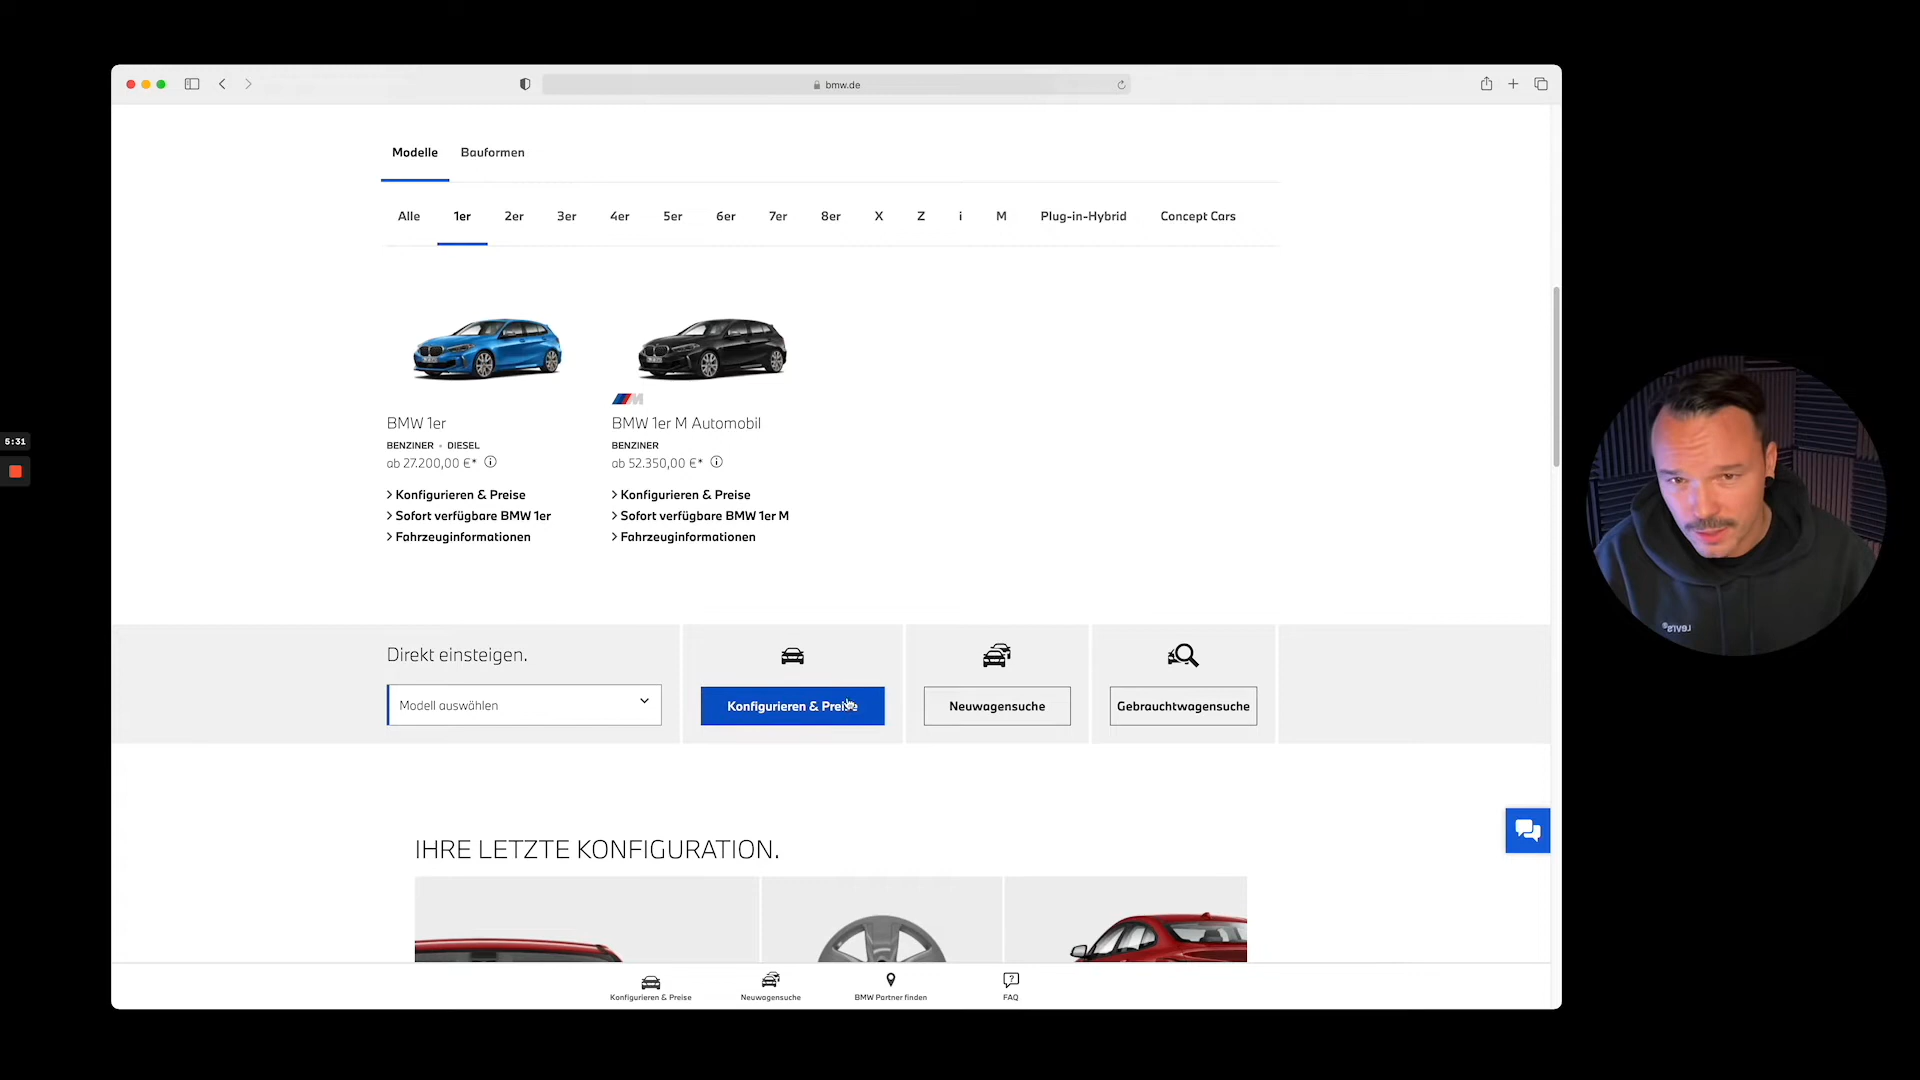 bmw.de
Modelle Bauformen
Alle 1er 2er 3er 4er 5er 6er 7er 8er X Z i M Plug-in-Hybrid Concept Cars
BMW 1er
BENZINER - DIESEL
ab 27.200,00 €*
> Konfigurieren & Preise
> Sofort verfügbare BMW 1er
> Fahrzeuginformationen
M
BMW 1er M Automobil
BENZINER
ab 52.350,00 €*
> Konfigurieren & Preise
> Sofort verfügbare BMW 1er M
> Fahrzeuginformationen
5:31
Direkt einsteigen.
Modell auswählen
Konfigurieren & Preise
Neuwagensuche
Gebrauchtwagensuche
IHRE LETZTE KONFIGURATION.
Konfigurieren & Preise
Neuwagensuche
BMW Partner finden
FAQ